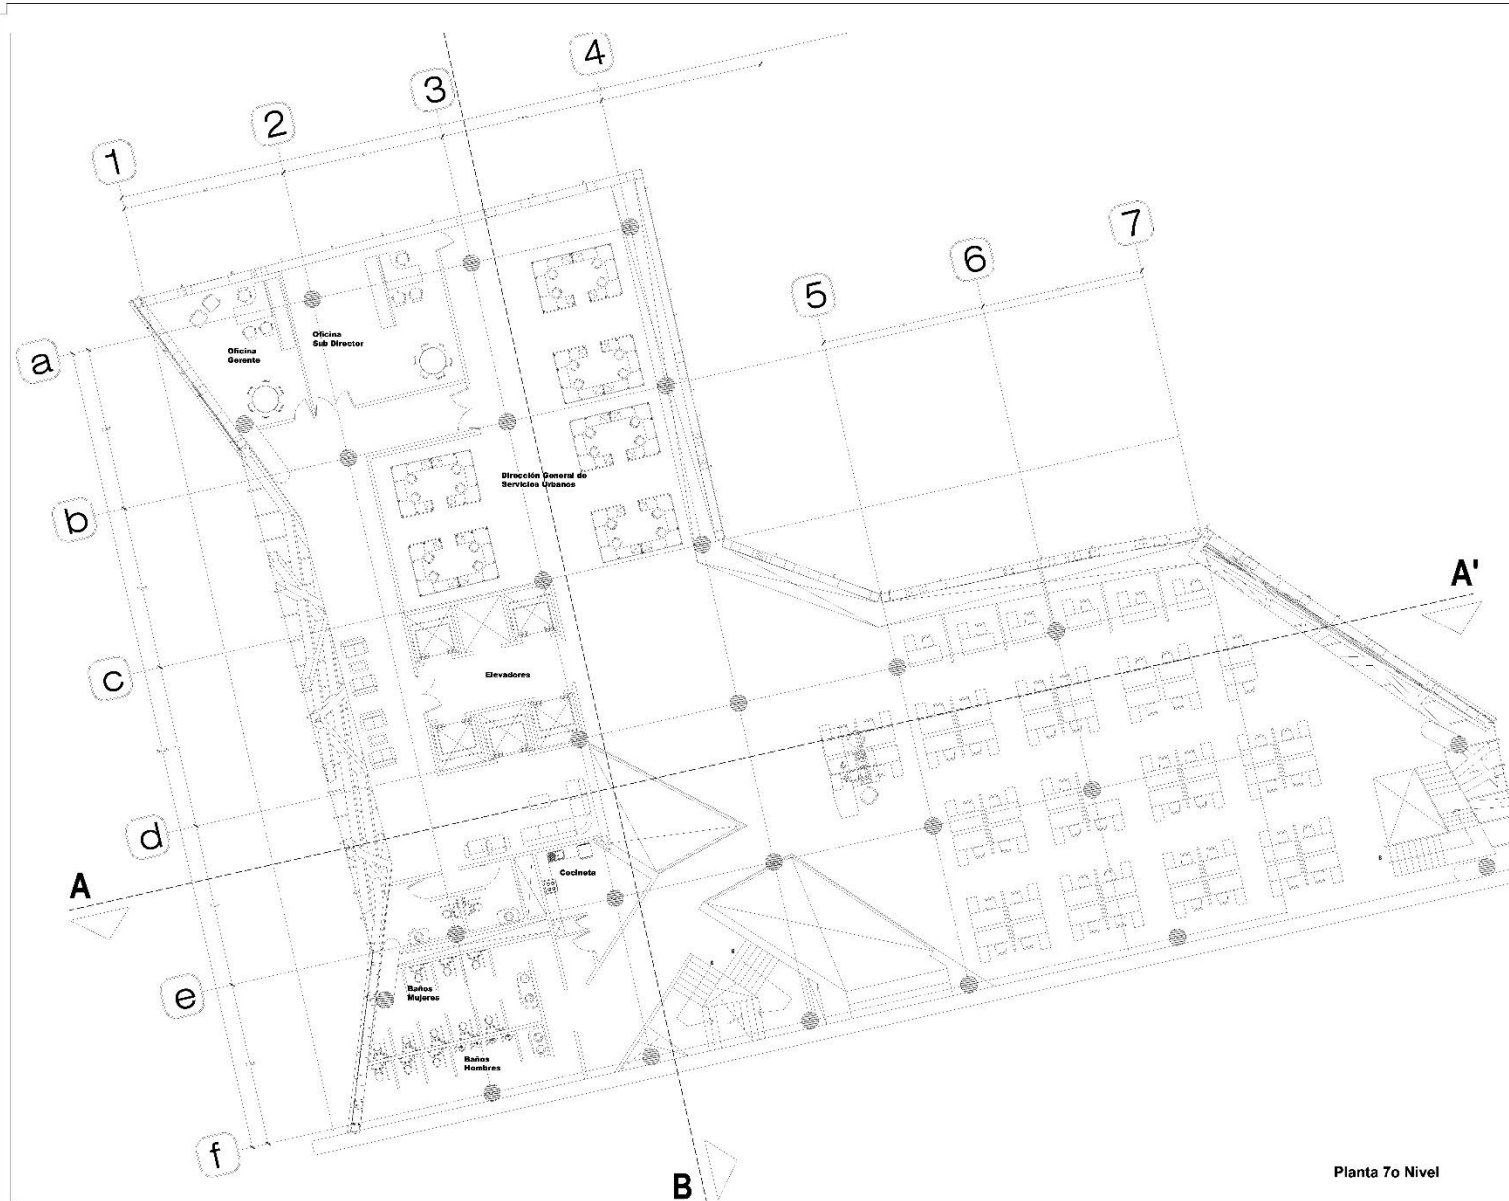 4
3
2
1
7
6
5
a
Oficina
Sub Director
Oficina
Gerente
Dirección General de
Servicios Urbanos
b
A'
c
Elevadores
d
A
Cocineta
e
Baños
Mujeres
Baños
Hombres
f
B
Planta 7o Nivel